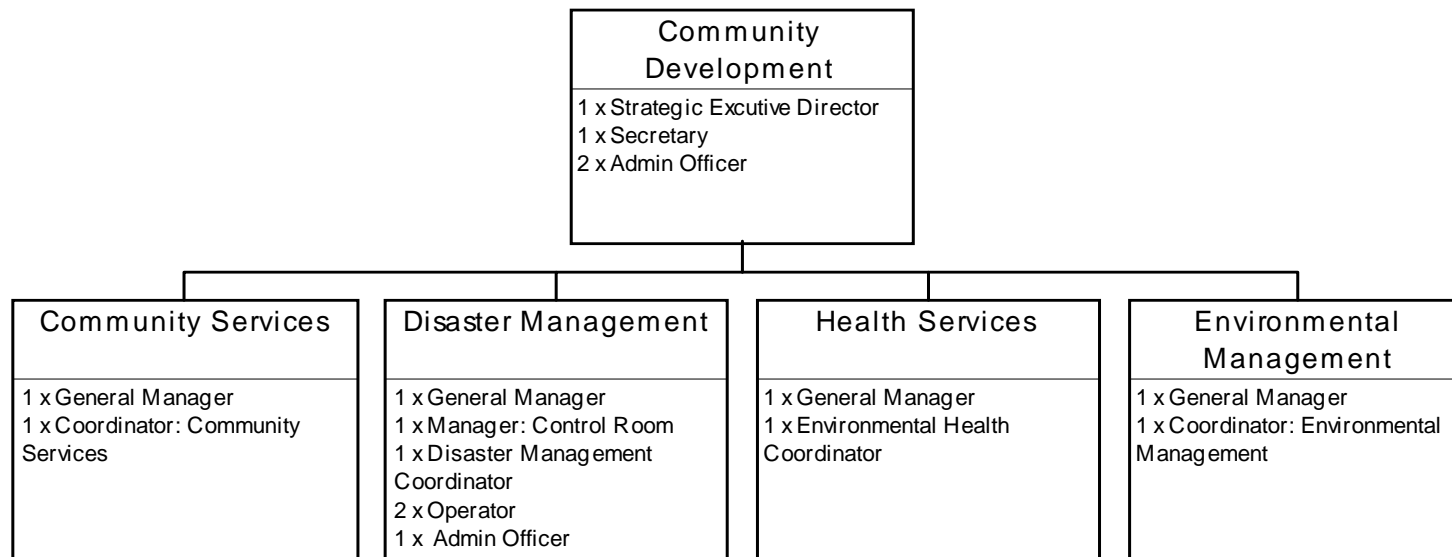 Community
Development
1 x Strategic Excutive Director
1 x Secretary
2 x Admin Officer
Community Services
1 x General Manager
1 x Coordinator: Community
Services
Disaster Management
1 x General Manager
1 x Manager: Control Room
1 x Disaster Management
Coordinator
2 x Operator
1 x Admin Officer
Health Services
1 x General Manager
1 x Environmental Health
Coordinator
Environmental
Management
1 x General Manager
1 x Coordinator: Environmental
Management